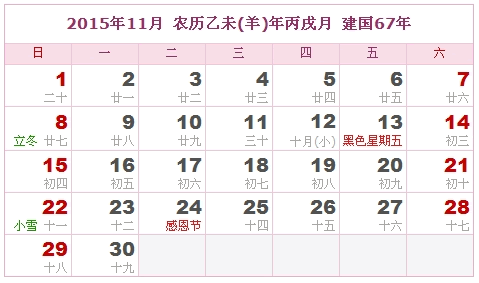 2015年11月 农历乙未(羊)年丙戌月 建国67年
日 一 二 三 四 五 六
1 2 3 4 5 6 7
二十 廿一 廿二 廿三 廿四 廿五 廿六
8 9 10 11 12 13 14
立冬 廿七 廿八 廿九 三十 十月(小) 黑色星期五 初三
15 16 17 18 19 20 21
初四 初五 初六 初七 初八 初九 初十
22 23 24 25 26 27 28
小雪 十一 十二 感恩节 十四 十五 十六 十七
29 30
十八 十九